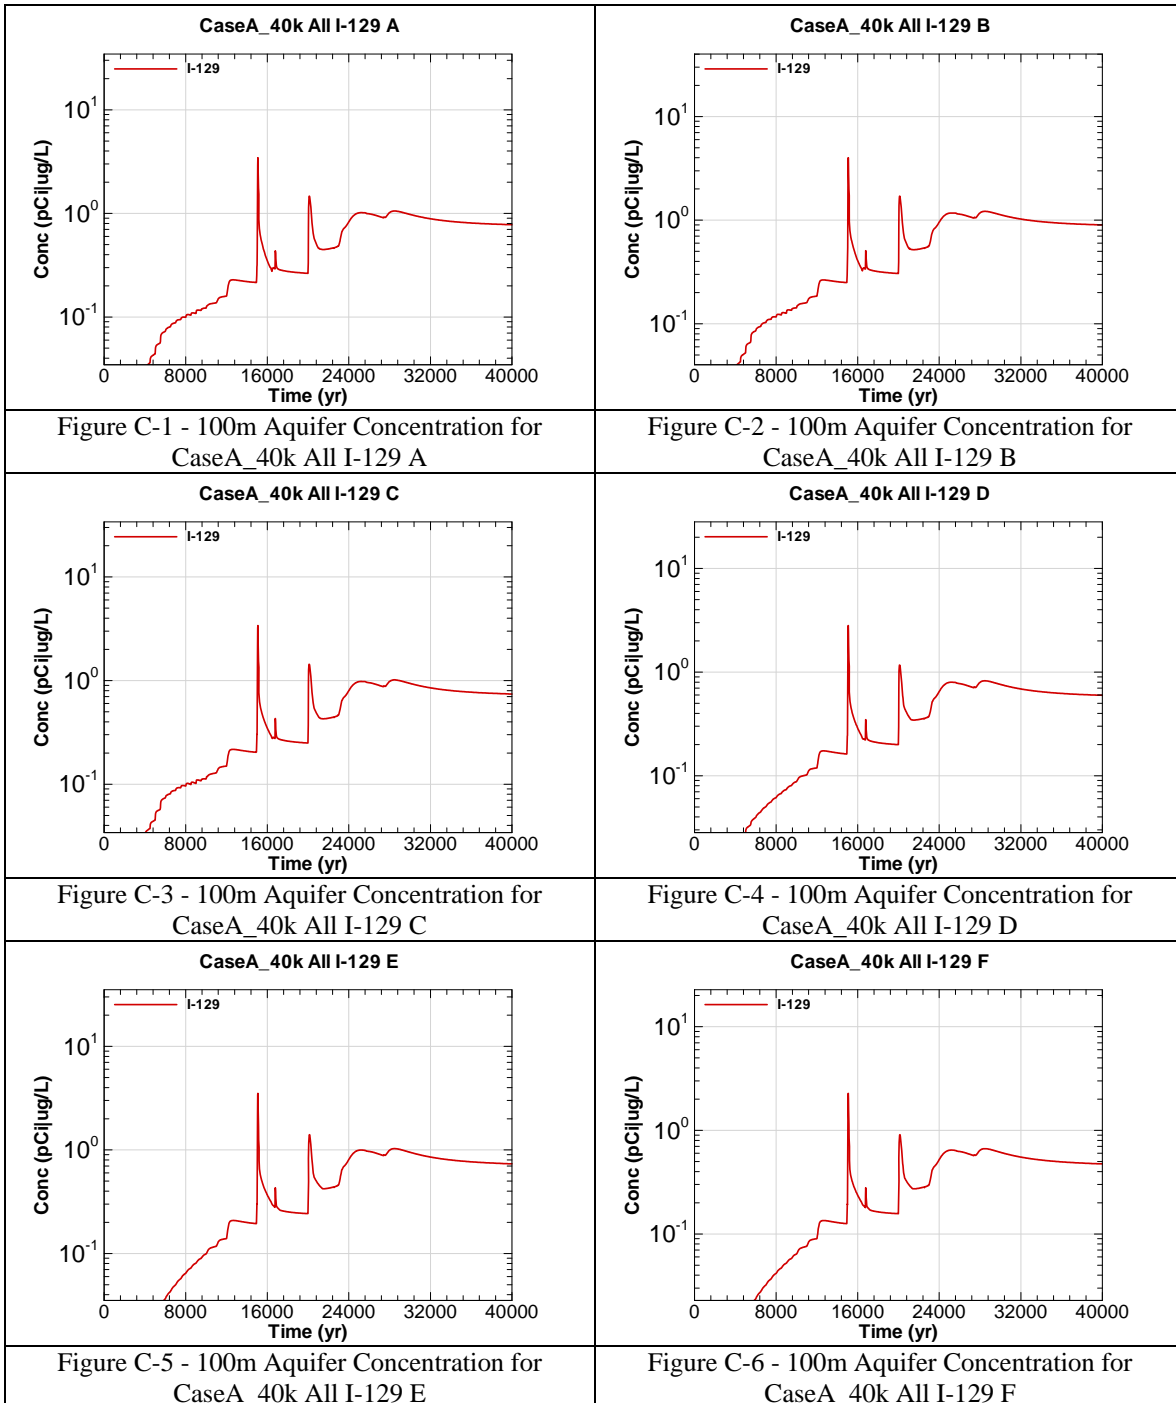 CaseA_40k All I-129 A
I-129
10^1
10^0
10^-1
Conc (pCi|ug/L)
0 8000 16000 24000 32000 40000
Time (yr)
Figure C-1 - 100m Aquifer Concentration for
CaseA_40k All I-129 A
CaseA_40k All I-129 B
I-129
10^1
10^0
10^-1
Conc (pCi|ug/L)
0 8000 16000 24000 32000 40000
Time (yr)
Figure C-2 - 100m Aquifer Concentration for
CaseA_40k All I-129 B
CaseA_40k All I-129 C
I-129
10^1
10^0
10^-1
Conc (pCi|ug/L)
0 8000 16000 24000 32000 40000
Time (yr)
Figure C-3 - 100m Aquifer Concentration for
CaseA_40k All I-129 C
CaseA_40k All I-129 D
I-129
10^1
10^0
10^-1
Conc (pCi|ug/L)
0 8000 16000 24000 32000 40000
Time (yr)
Figure C-4 - 100m Aquifer Concentration for
CaseA_40k All I-129 D
CaseA_40k All I-129 E
I-129
10^1
10^0
10^-1
Conc (pCi|ug/L)
0 8000 16000 24000 32000 40000
Time (yr)
Figure C-5 - 100m Aquifer Concentration for
CaseA_40k All I-129 E
CaseA_40k All I-129 F
I-129
10^1
10^0
10^-1
Conc (pCi|ug/L)
0 8000 16000 24000 32000 40000
Time (yr)
Figure C-6 - 100m Aquifer Concentration for
CaseA_40k All I-129 F